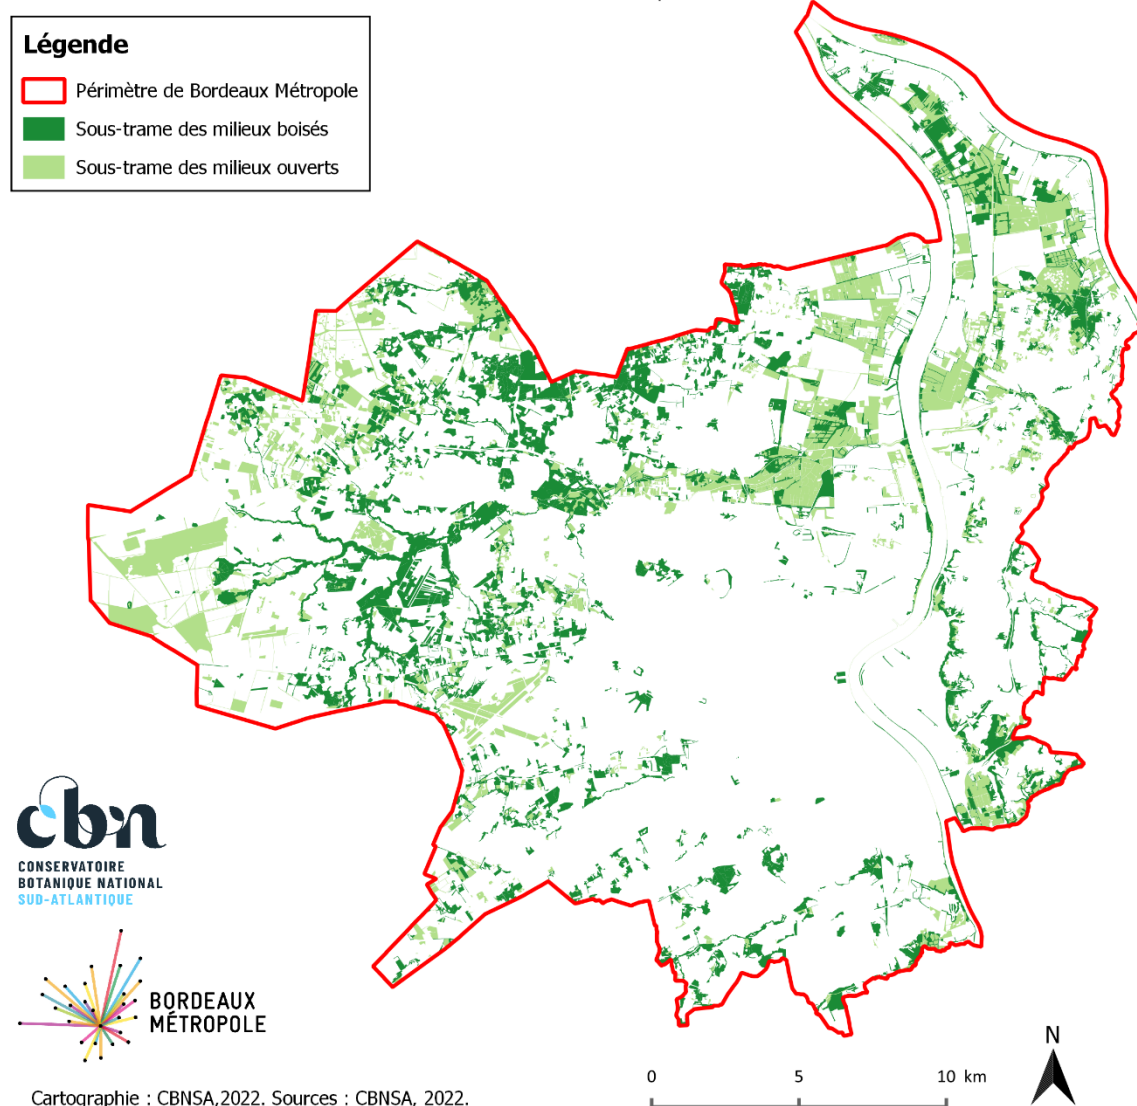 Légende
Périmètre de Bordeaux Métropole
Sous-trame des milieux boisés
Sous-trame des milieux ouverts
cbn
CONSERVATOIRE
BOTANIQUE NATIONAL
SUD-ATLANTIQUE
BORDEAUX
MÉTROPOLE
N
0 5 10 km
Cartographie : CBNSA,2022. Sources : CBNSA, 2022.